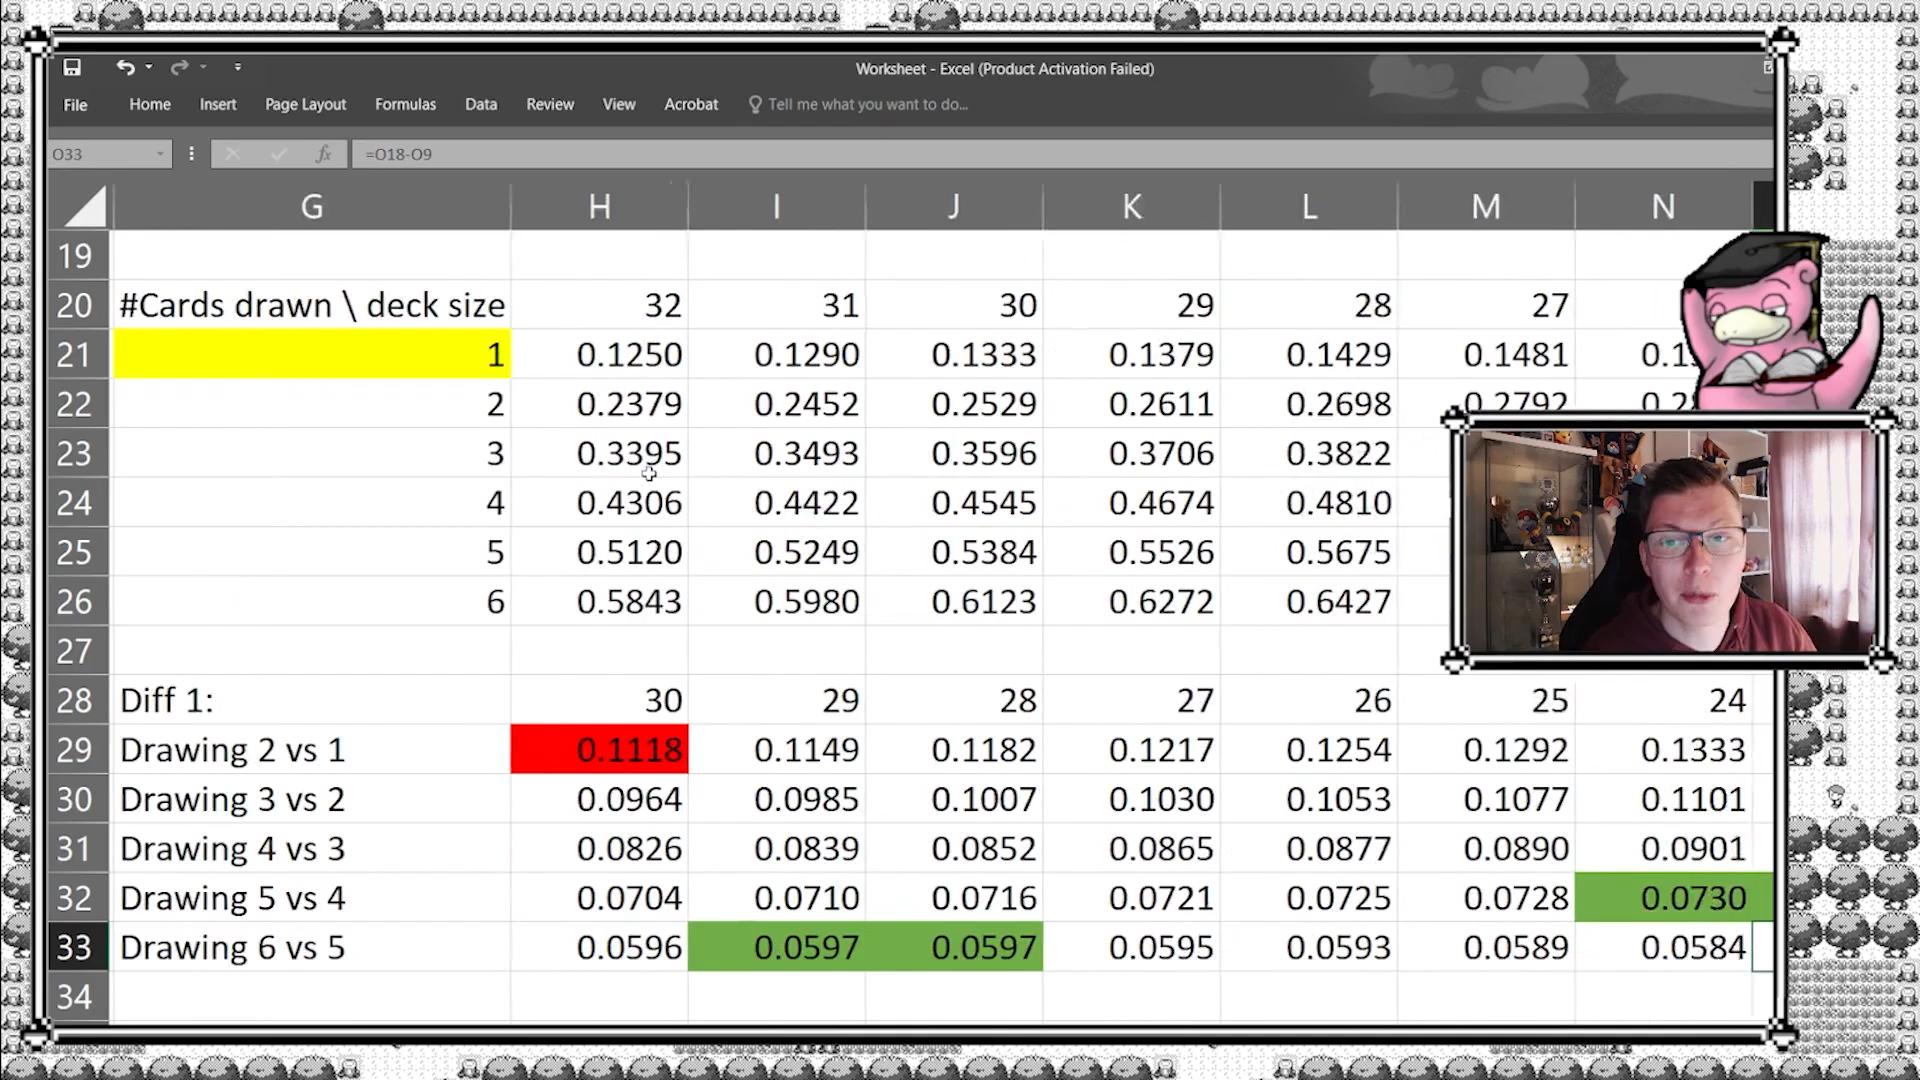 Worksheet - Excel (Product Activation Failed)
File Home Insert Page Layout Formulas Data Review View Acrobat Tell me what you want to do...
O33 fx =O18-O9
G H I J K L M N
19
20 #Cards drawn \ deck size 32 31 30 29 28 27
21 1 0.1250 0.1290 0.1333 0.1379 0.1429 0.1481
22 2 0.2379 0.2452 0.2529 0.2611 0.2698 0.2792
23 3 0.3395 0.3493 0.3596 0.3706 0.3822
24 4 0.4306 0.4422 0.4545 0.4674 0.4810
25 5 0.5120 0.5249 0.5384 0.5526 0.5675
26 6 0.5843 0.5980 0.6123 0.6272 0.6427
27
28 Diff 1: 30 29 28 27 26 25 24
29 Drawing 2 vs 1 0.1118 0.1149 0.1182 0.1217 0.1254 0.1292 0.1333
30 Drawing 3 vs 2 0.0964 0.0985 0.1007 0.1030 0.1053 0.1077 0.1101
31 Drawing 4 vs 3 0.0826 0.0839 0.0852 0.0865 0.0877 0.0890 0.0901
32 Drawing 5 vs 4 0.0704 0.0710 0.0716 0.0721 0.0725 0.0728 0.0730
33 Drawing 6 vs 5 0.0596 0.0597 0.0597 0.0595 0.0593 0.0589 0.0584
34